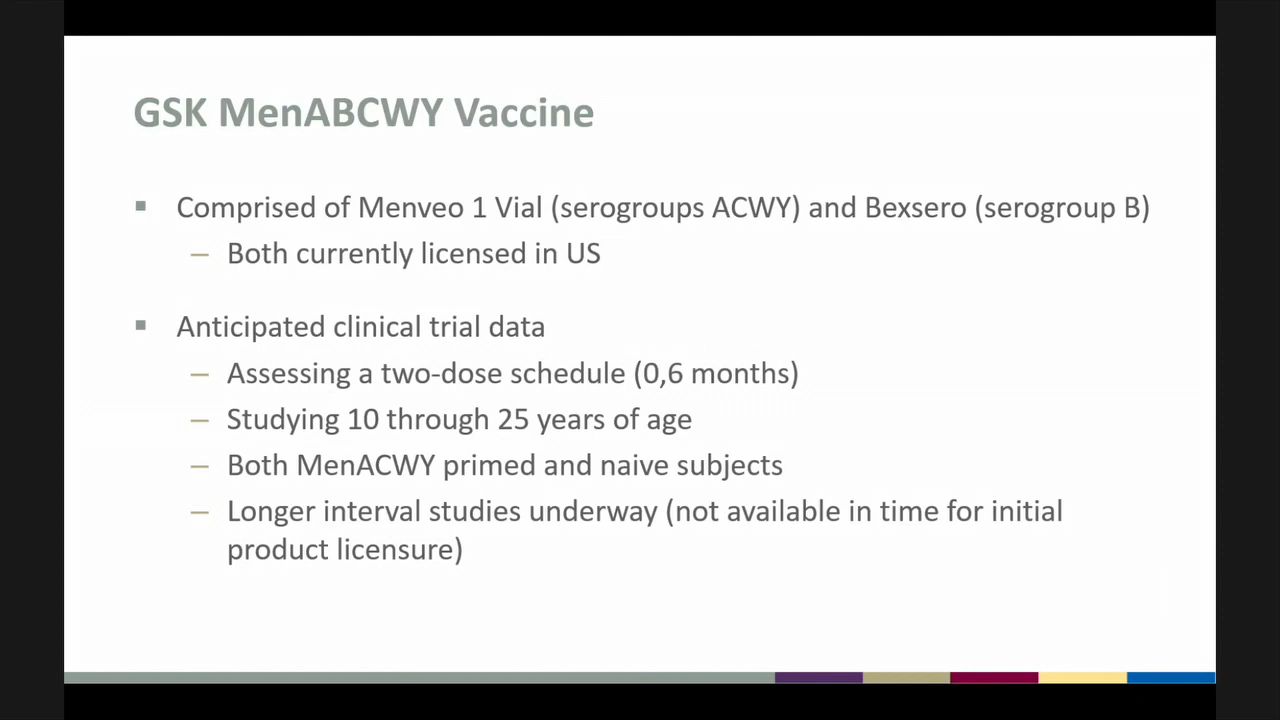 GSK MenABCWY Vaccine
▪ Comprised of Menveo 1 Vial (serogroups ACWY) and Bexsero (serogroup B)
– Both currently licensed in US
▪ Anticipated clinical trial data
– Assessing a two-dose schedule (0,6 months)
– Studying 10 through 25 years of age
– Both MenACWY primed and naive subjects
– Longer interval studies underway (not available in time for initial
product licensure)